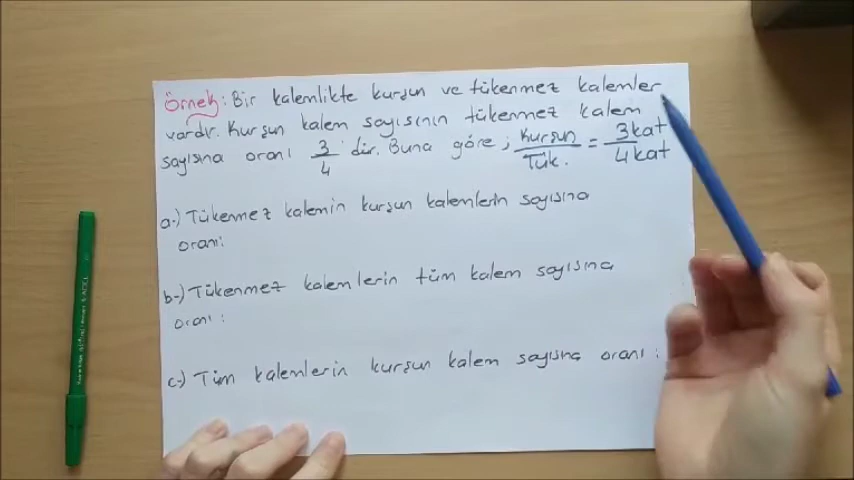 Örnek: Bir kalemlikte kurşun ve tükenmez kalemler
vardır. Kurşun kalem sayısının tükenmez kalem
sayısına oranı 3/4 'dir. Buna göre; Kurşun/Tük. = 3kat/4kat
a-) Tükenmez kalemin kurşun kalemlerin sayısına
oranı:
b-) Tükenmez kalemlerin tüm kalem sayısına
oranı:
c-) Tüm kalemlerin kurşun kalem sayısına oranı: